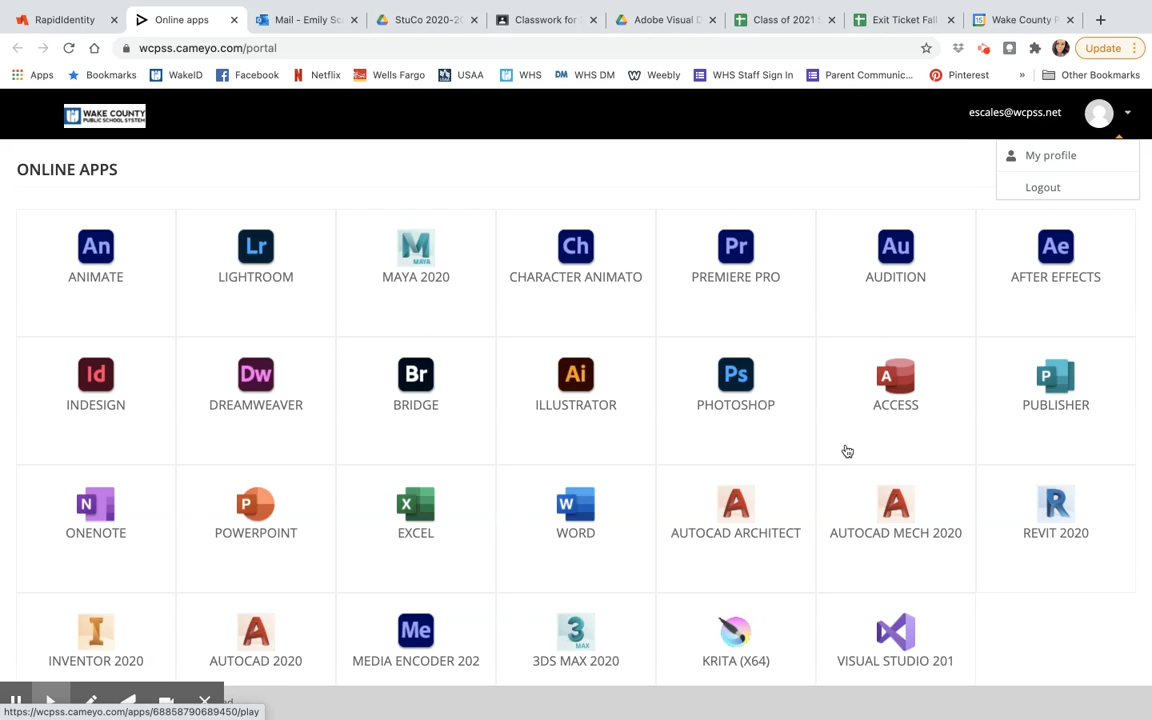 RapidIdentity
Online apps
Mail - Emily Sc
StuCo 2020-2
Classwork for
Adobe Visual D
Class of 2021
Exit Ticket Fall
Wake County P
wcpss.cameyo.com/portal
Update
Apps
Bookmarks
WakeID
Facebook
Netflix
Wells Fargo
USAA
WHS
DM WHS DM
Weebly
WHS Staff Sign In
Parent Communic...
Pinterest
»
Other Bookmarks
WAKE COUNTY
PUBLIC SCHOOL SYSTEM
escales@wcpss.net
My profile
Logout
ONLINE APPS
An
Lr
M
MAYA
Ch
Pr
Au
Ae
ANIMATE
LIGHTROOM
MAYA 2020
CHARACTER ANIMATO
PREMIERE PRO
AUDITION
AFTER EFFECTS
Id
Dw
Br
Ai
Ps
A
P
INDESIGN
DREAMWEAVER
BRIDGE
ILLUSTRATOR
PHOTOSHOP
ACCESS
PUBLISHER
N
P
X
W
A
A
R
ONENOTE
POWERPOINT
EXCEL
WORD
AUTOCAD ARCHITECT
AUTOCAD MECH 2020
REVIT 2020
I
A
Me
3
MAX
INVENTOR 2020
AUTOCAD 2020
MEDIA ENCODER 202
3DS MAX 2020
KRITA (X64)
VISUAL STUDIO 201
https://wcpss.cameyo.com/apps/68858790689450/play